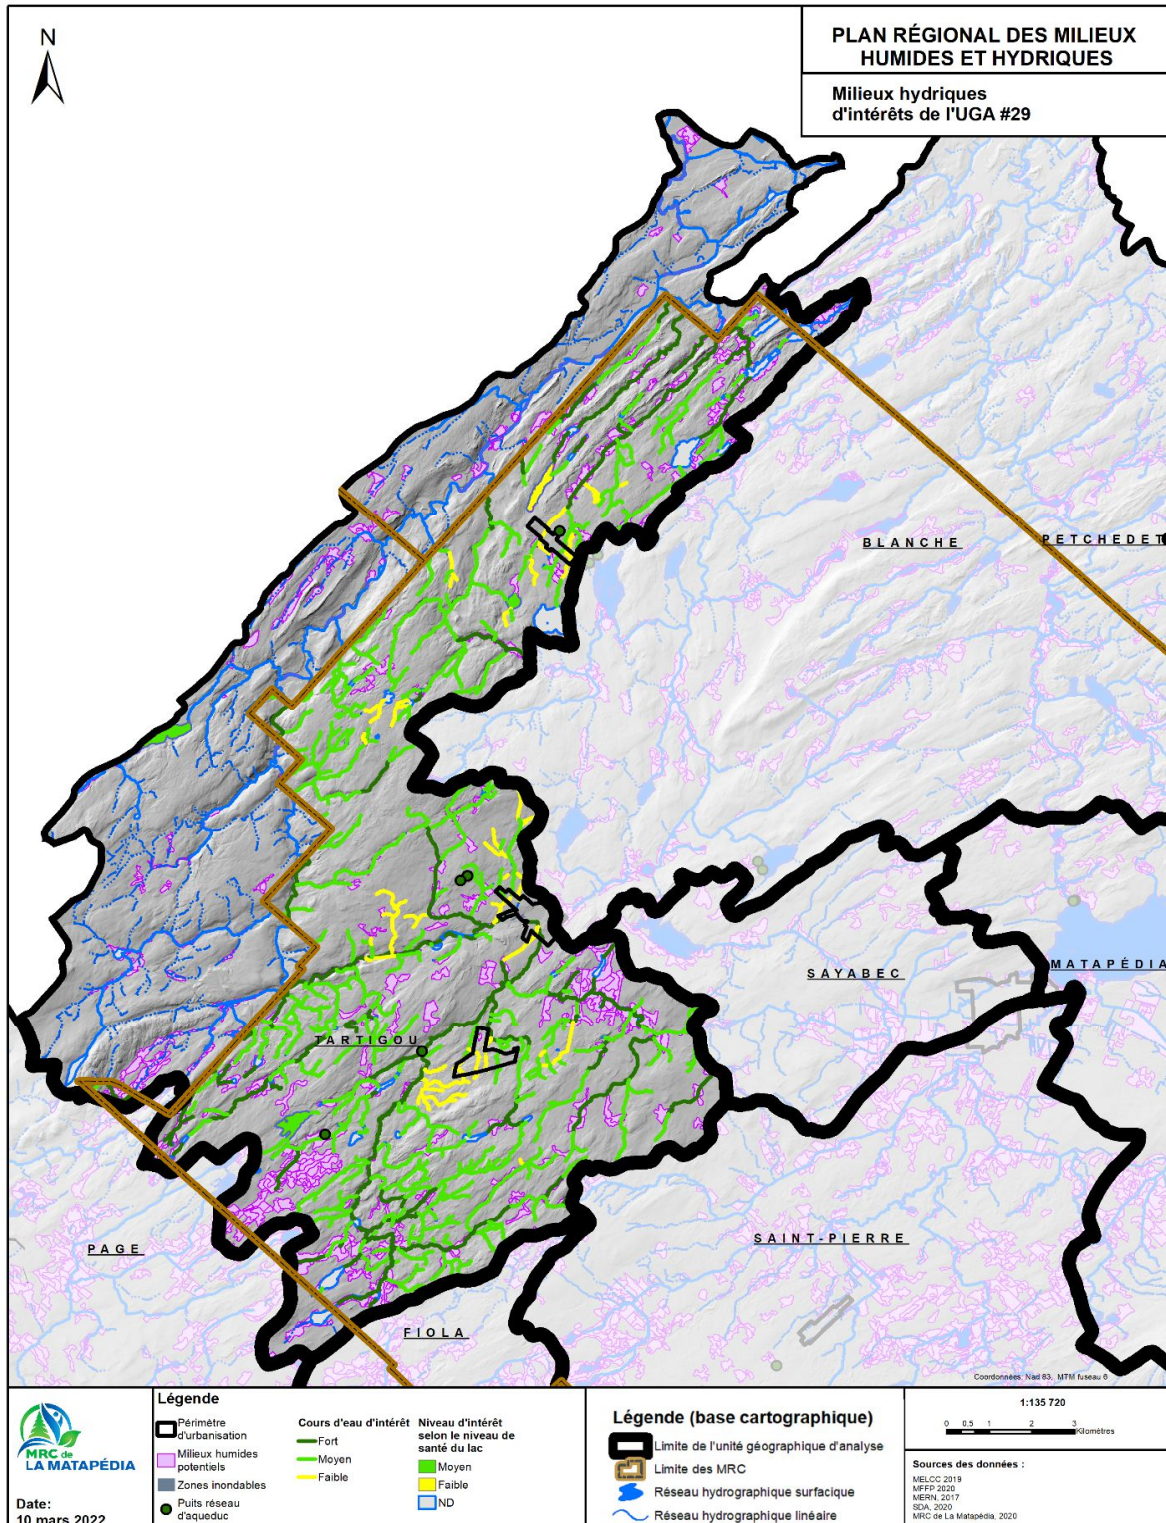 PLAN RÉGIONAL DES MILIEUX
HUMIDES ET HYDRIQUES
Milieux hydriques
d'intérêts de l'UGA #29
N
BLANCHE
PETCHEDET
SAYABEC
MATAPÉDIA
TARTIGOU
PAGE
SAINT-PIERRE
FIOLA
Coordonnées: Nad 83, MTM fuseau 6
MRC de
LA MATAPÉDIA
Date:
10 mars 2022
Légende
Périmètre
d'urbanisation
Milieux humides
potentiels
Zones inondables
Puits réseau
d'aqueduc
Cours d'eau d'intérêt
Fort
Moyen
Faible
Niveau d'intérêt
selon le niveau de
santé du lac
Moyen
Faible
ND
Légende (base cartographique)
Limite de l'unité géographique d'analyse
Limite des MRC
Réseau hydrographique surfacique
Réseau hydrographique linéaire
1:135 720
0 0,5 1 2 3
Kilomètres
Sources des données :
MELCC 2019
MFFP 2020
MERN, 2017
SDA, 2020
MRC de La Matapédia, 2020